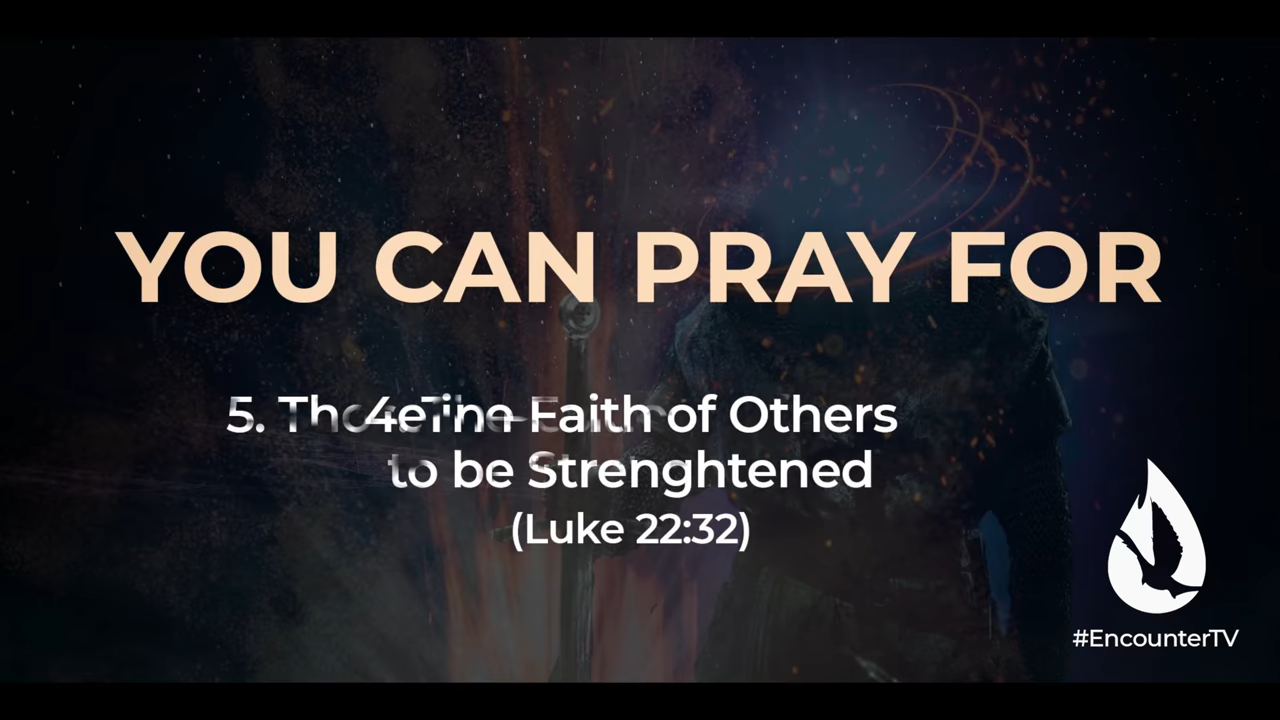 YOU CAN PRAY FOR
5. Faith of Others
to be Strenghtened
(Luke 22:32)
#EncounterTV